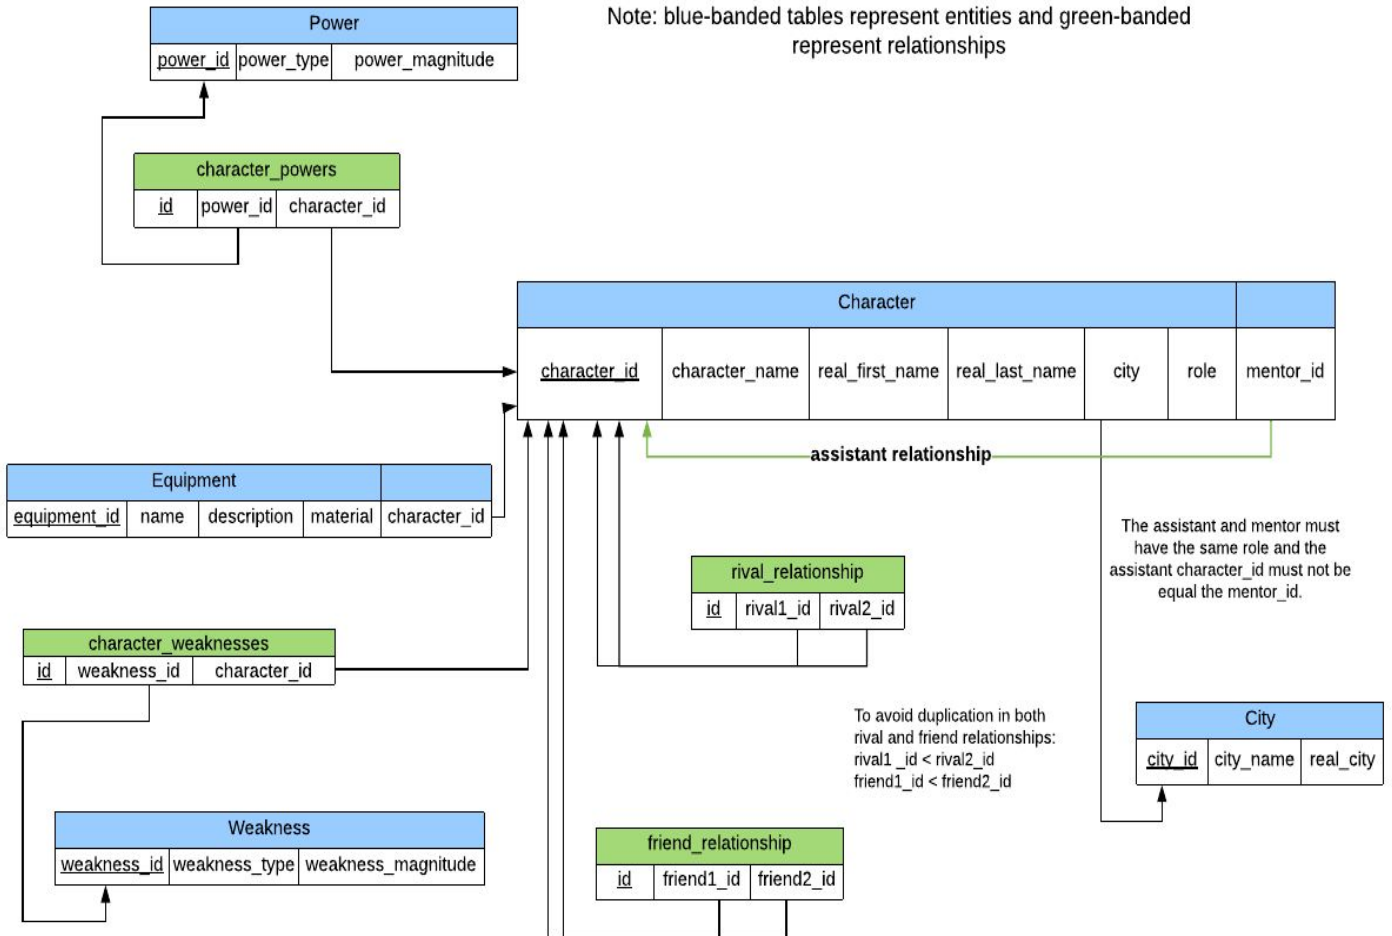 Note: blue-banded tables represent entities and green-banded
represent relationships
Power
power_id power_type power_magnitude
character_powers
id power_id character_id
Character
character_id character_name real_first_name real_last_name city role mentor_id
assistant relationship
Equipment
equipment_id name description material character_id
The assistant and mentor must
have the same role and the
assistant character_id must not be
equal the mentor_id.
rival_relationship
id rival1_id rival2_id
character_weaknesses
id weakness_id character_id
To avoid duplication in both
rival and friend relationships:
rival1 _id < rival2_id
friend1_id < friend2_id
City
city_id city_name real_city
Weakness
weakness_id weakness_type weakness_magnitude
friend_relationship
id friend1_id friend2_id